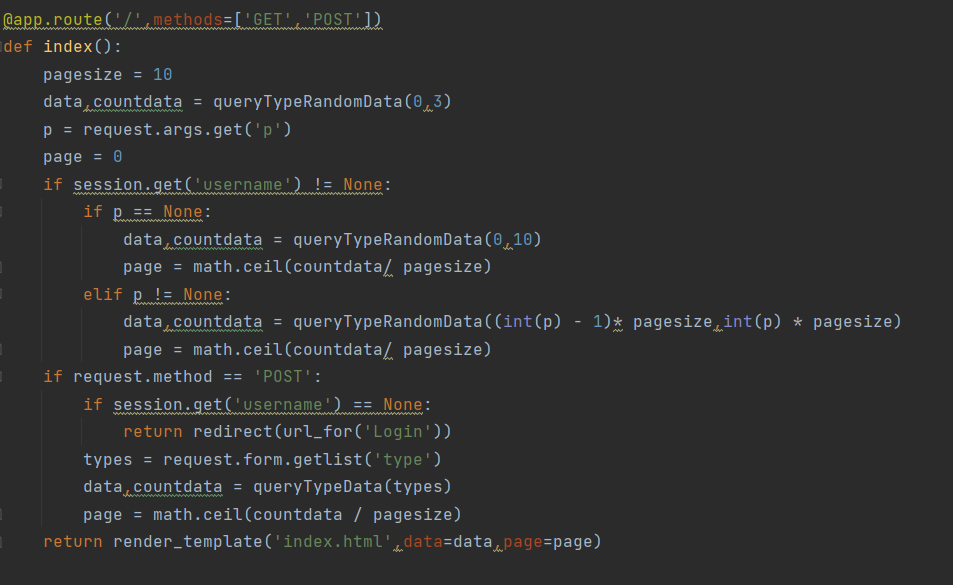 @app.route('/',methods=['GET','POST'])
def index():
    pagesize = 10
    data,countdata = queryTypeRandomData(0,3)
    p = request.args.get('p')
    page = 0
    if session.get('username') != None:
        if p == None:
            data,countdata = queryTypeRandomData(0,10)
            page = math.ceil(countdata/ pagesize)
        elif p != None:
            data,countdata = queryTypeRandomData((int(p) - 1)* pagesize,int(p) * pagesize)
            page = math.ceil(countdata/ pagesize)
    if request.method == 'POST':
        if session.get('username') == None:
            return redirect(url_for('Login'))
        types = request.form.getlist('type')
        data,countdata = queryTypeData(types)
        page = math.ceil(countdata / pagesize)
    return render_template('index.html',data=data,page=page)